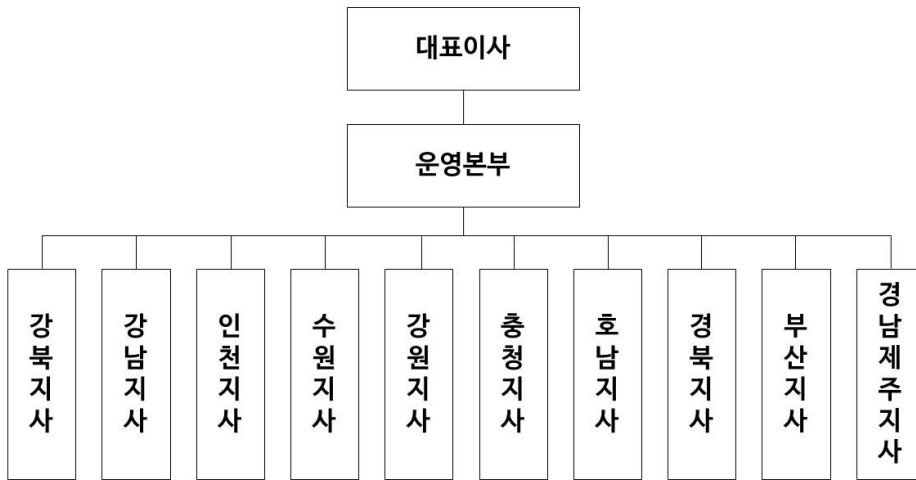 대표이사
운영본부
강북지사
강남지사
인천지사
수원지사
강원지사
충청지사
호남지사
경북지사
부산지사
경남제주지사